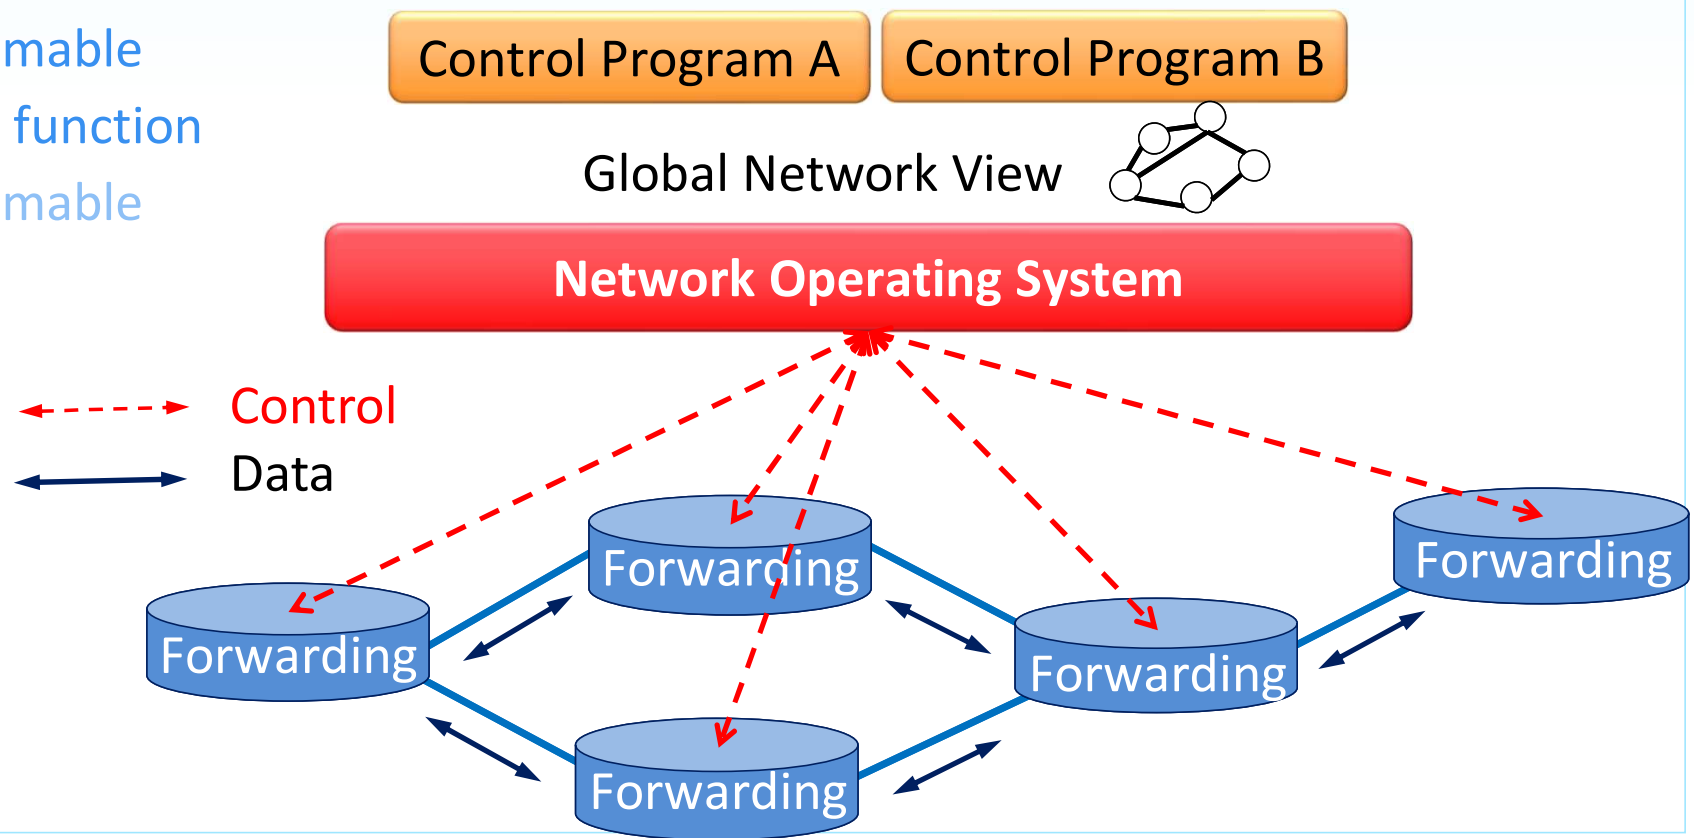 mable
function
mable
Control Program A
Control Program B
Global Network View
Network Operating System
Control
Data
Forwarding
Forwarding
Forwarding
Forwarding
Forwarding